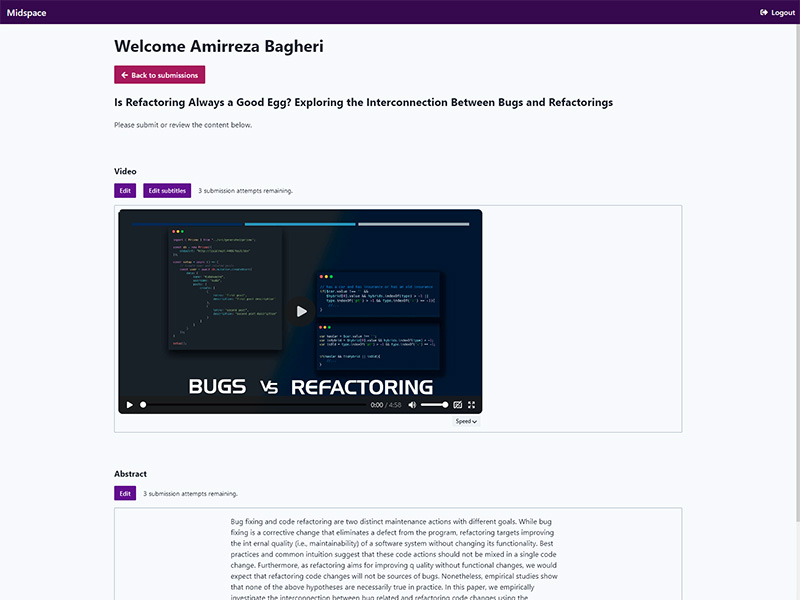 Midspace
Logout
Welcome Amirreza Bagheri
Back to submissions
Is Refactoring Always a Good Egg? Exploring the Interconnection Between Bugs and Refactorings
Please submit or review the content below.
Video
Edit
Edit subtitles
3 submission attempts remaining.
BUGS VS REFACTORING
0:00 / 4:58
Speed
Abstract
Edit
3 submission attempts remaining.
Bug fixing and code refactoring are two distinct maintenance actions with different goals. While bug
fixing is a corrective change that eliminates a defect from the program, refactoring targets improving
the int ernal quality (i.e., maintainability) of a software system without changing its functionality. Best
practices and common intuition suggest that these code actions should not be mixed in a single code
change. Furthermore, as refactoring aims for improving q uality without functional changes, we would
expect that refactoring code changes will not be sources of bugs. Nonetheless, empirical studies show
that none of the above hypotheses are necessarily true in practice. In this paper, we empirically
investigate the interconnection between bug related and refactoring code changes using the